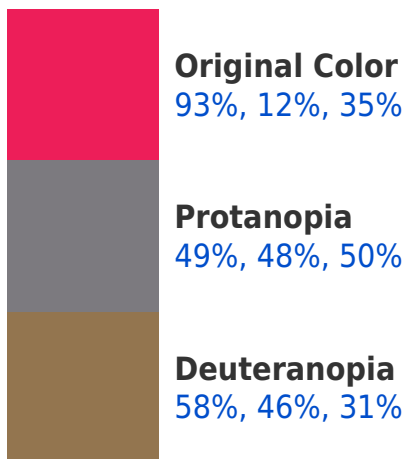 Original Color
93%, 12%, 35%
Protanopia
49%, 48%, 50%
Deuteranopia
58%, 46%, 31%